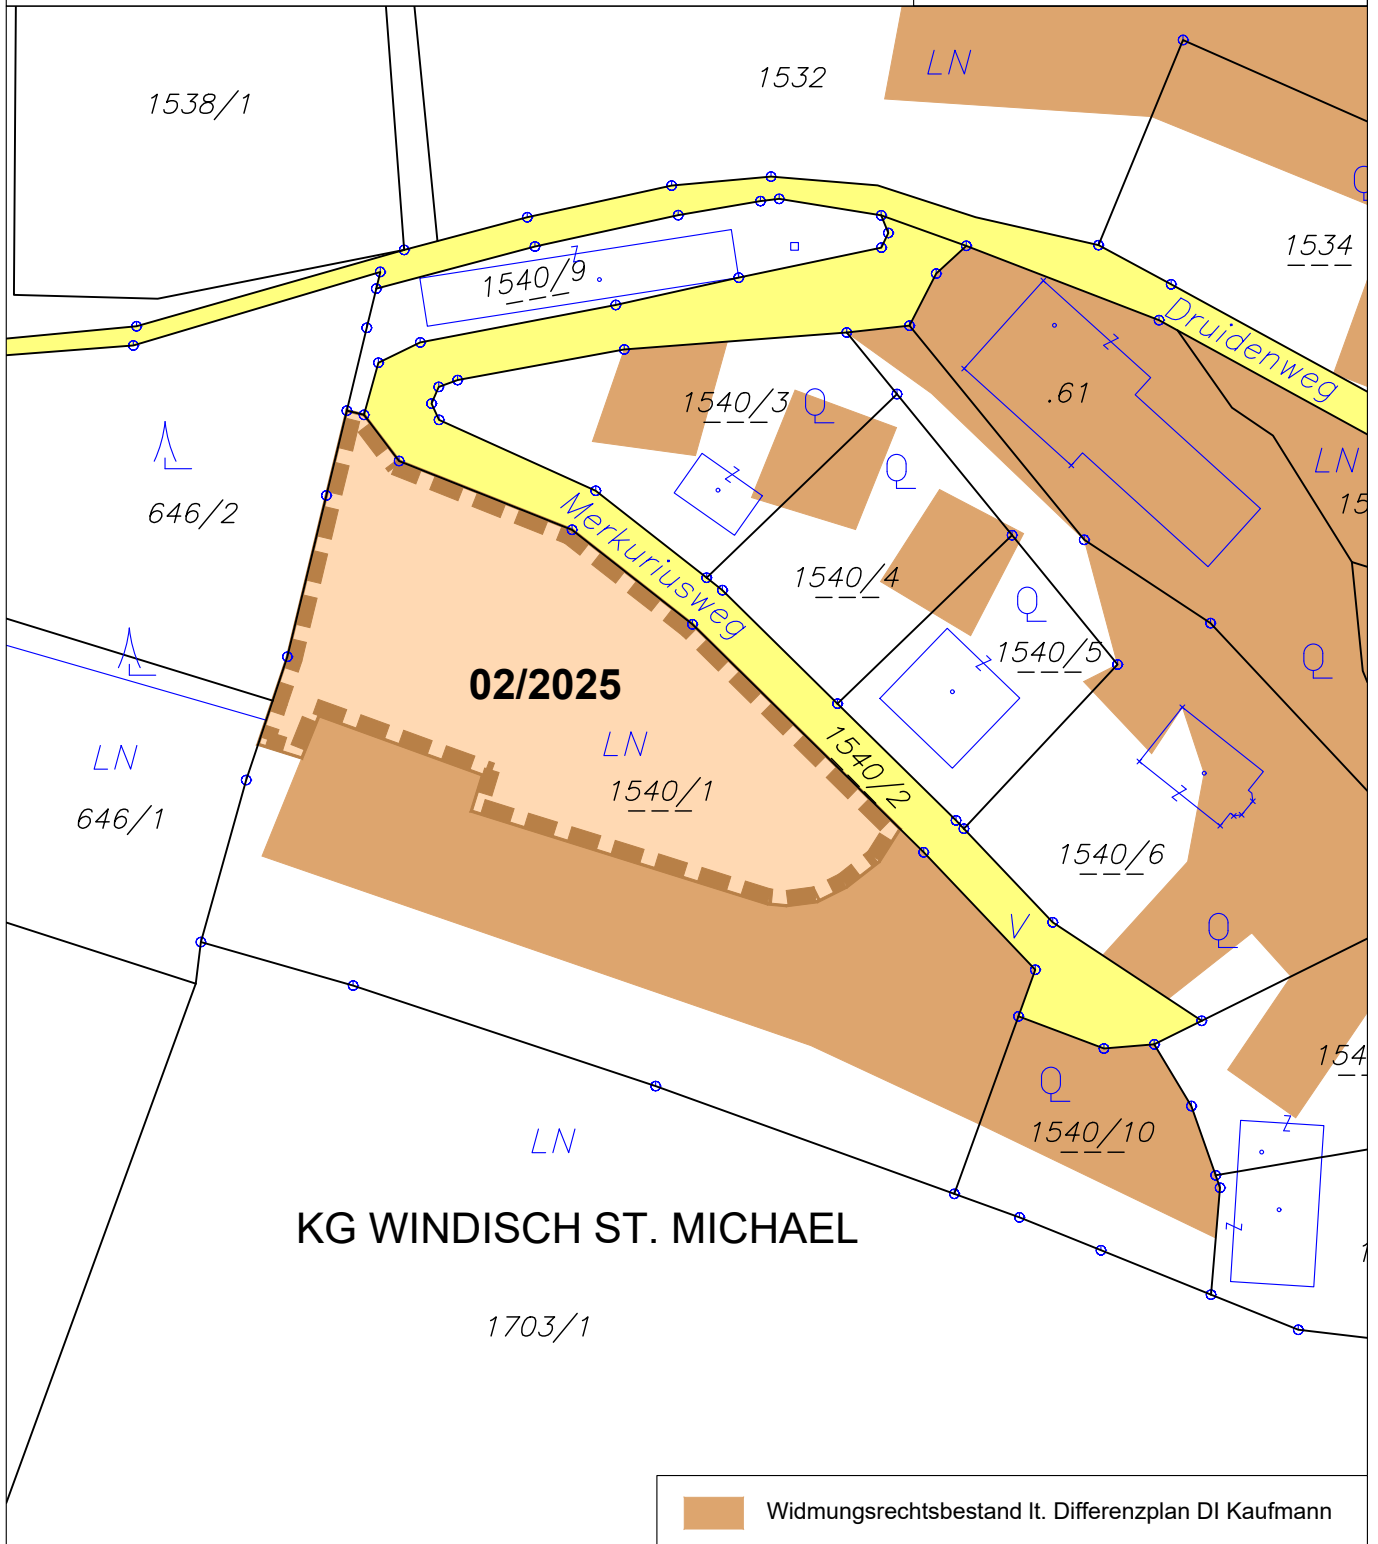 LN
1532
1538/1
Q
1534
1540/9
Z
Druidenweg
Z
.61
1540/3
Q
LN
Q
Z
15
646/2
Merkuriusweg
1540/4
Q
1540/5
Z
Q
02/2025
LN
LN
1540/2
1540/1
Z
646/1
1540/6
V
Q
154
Q
1540/10
Z
LN
KG WINDISCH ST. MICHAEL
Z
1703/1
Widmungsrechtsbestand lt. Differenzplan DI Kaufmann